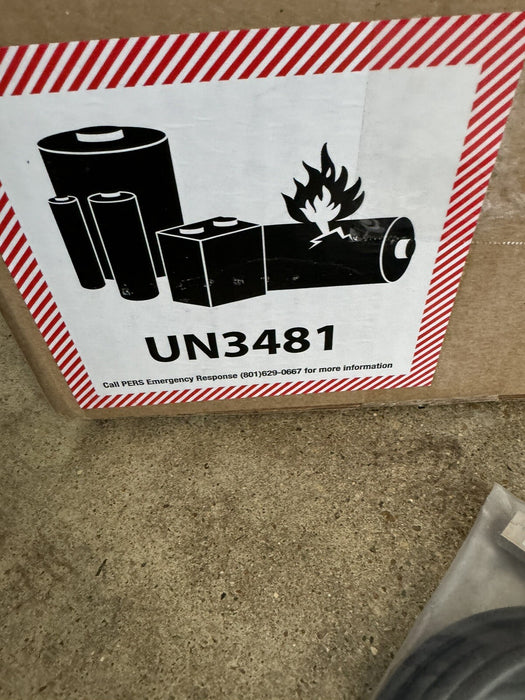 UN3481
Call PERS Emergency Response (801)629-0667 for more information